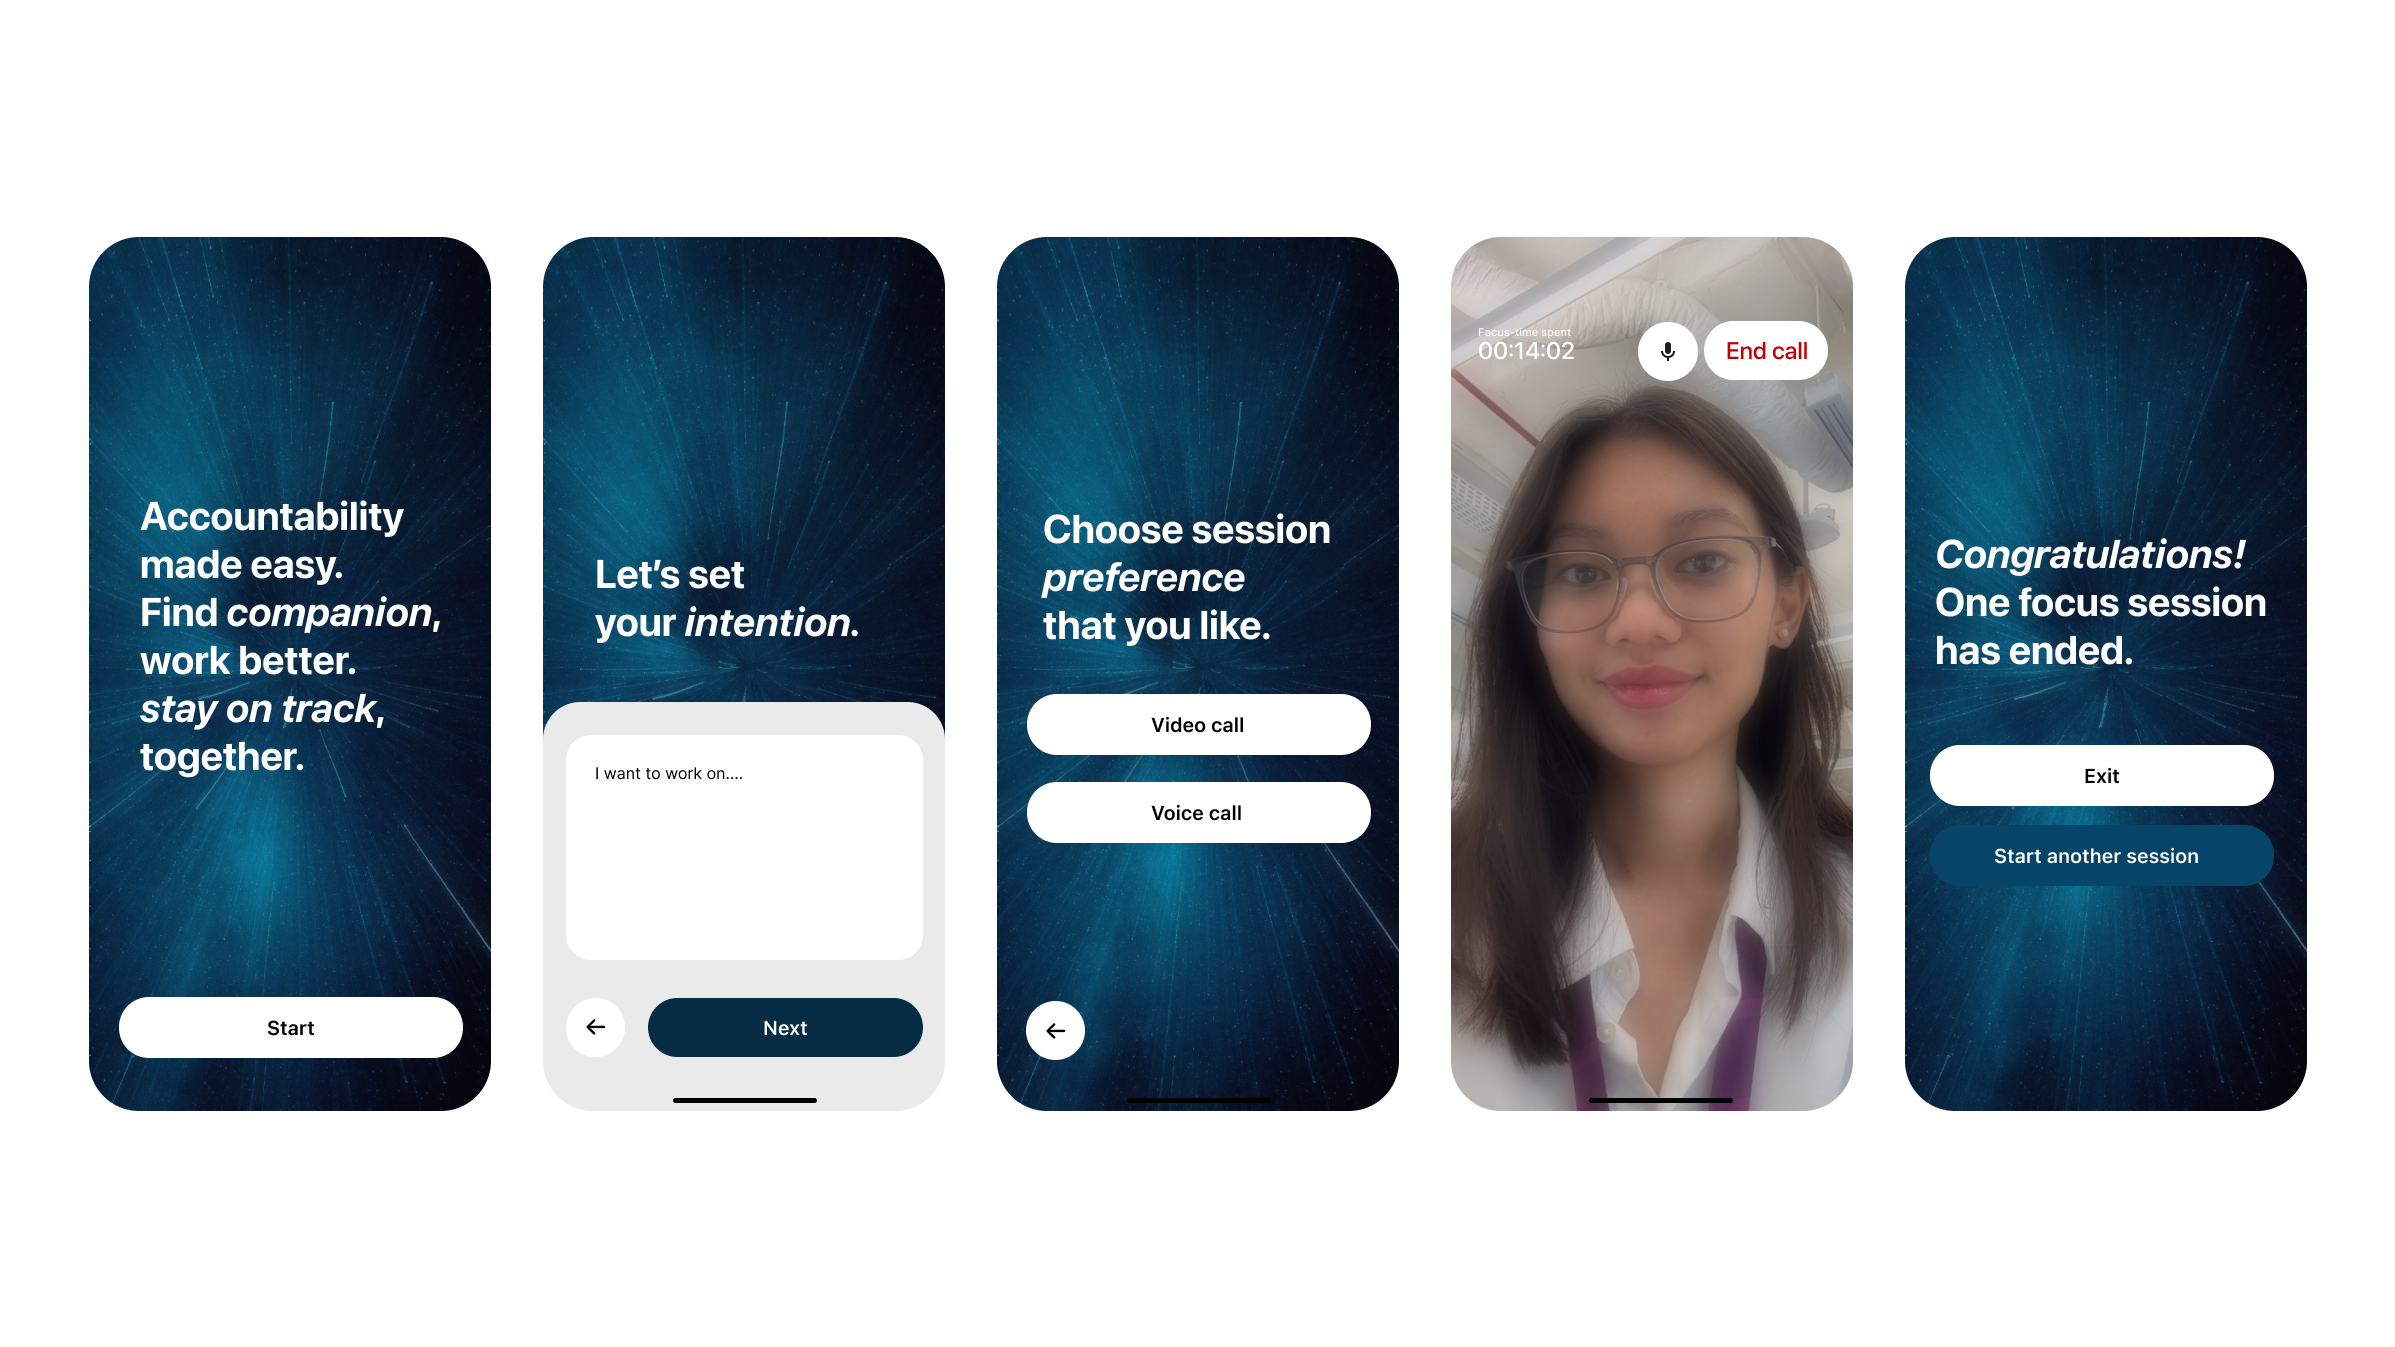 Accountability
made easy.
Find companion,
work better.
stay on track,
together.
Start
Let’s set
your intention.
I want to work on....
Next
Choose session
preference
that you like.
Video call
Voice call
Focus-time spent
00:14:02
End call
Congratulations!
One focus session
has ended.
Exit
Start another session